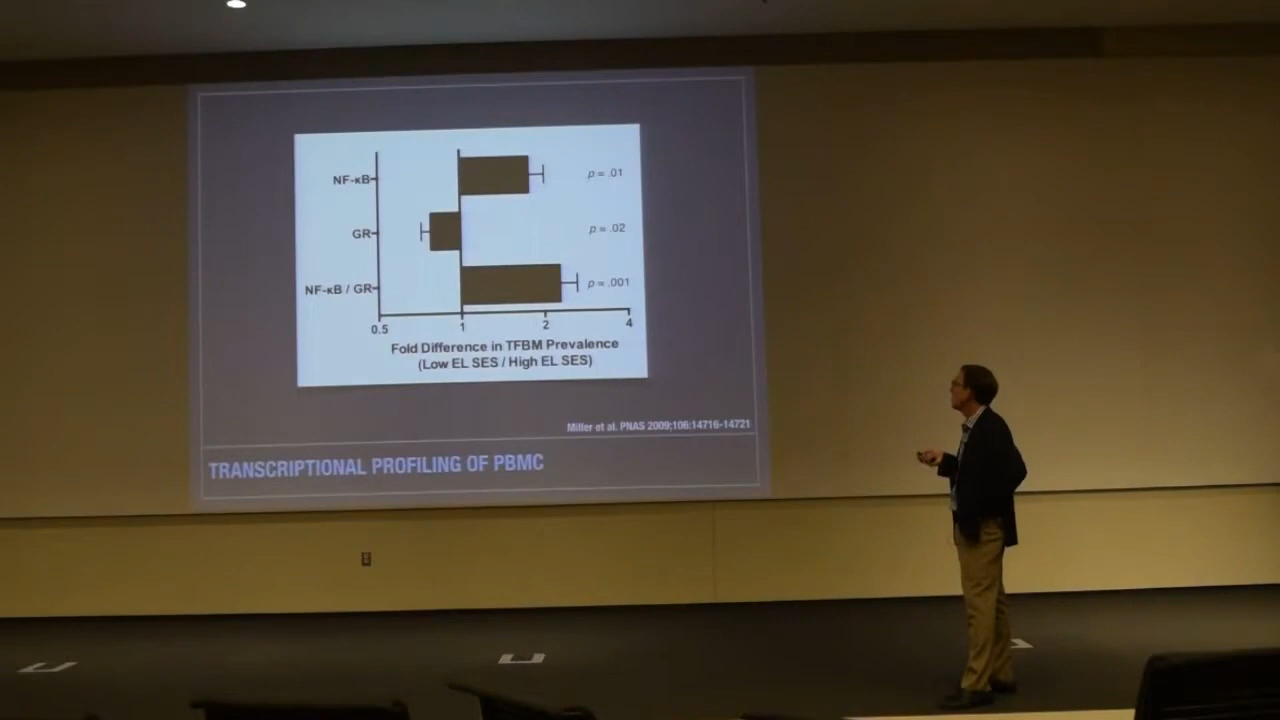 NF-κB
p = .01
GR
p = .02
NF-κB / GR
p = .001
0.5 1 2 4
Fold Difference in TFBM Prevalence
(Low EL SES / High EL SES)
Miller et al. PNAS 2009;106:14716-14721
TRANSCRIPTIONAL PROFILING OF PBMC